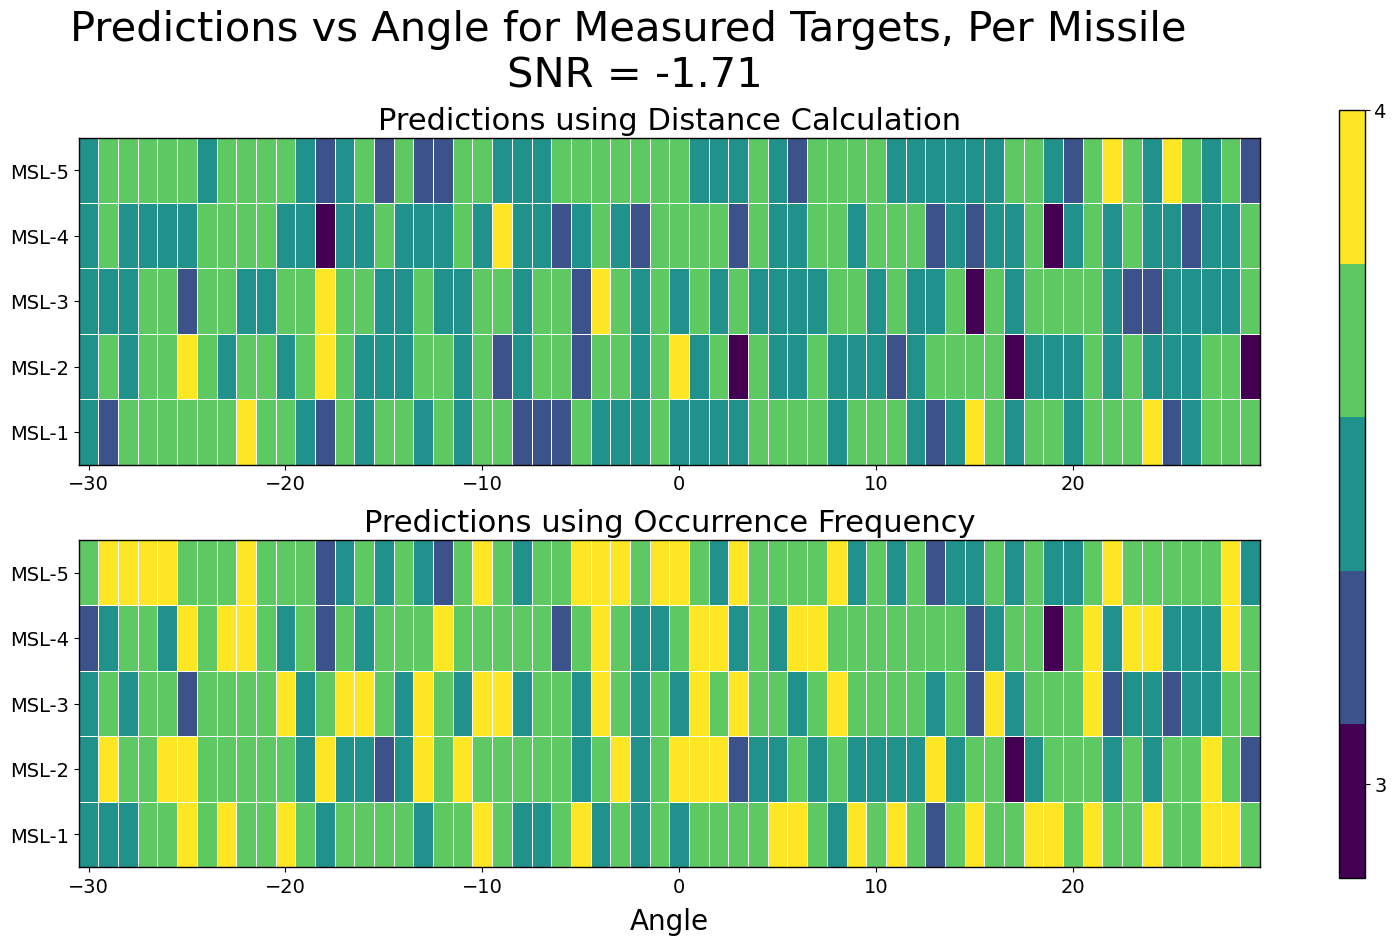 Predictions vs Angle for Measured Targets, Per Missile
SNR = -1.71
Predictions using Distance Calculation
MSL-5
MSL-4
MSL-3
MSL-2
MSL-1
−30 −20 −10 0 10 20
Predictions using Occurrence Frequency
MSL-5
MSL-4
MSL-3
MSL-2
MSL-1
−30 −20 −10 0 10 20
Angle
4
3